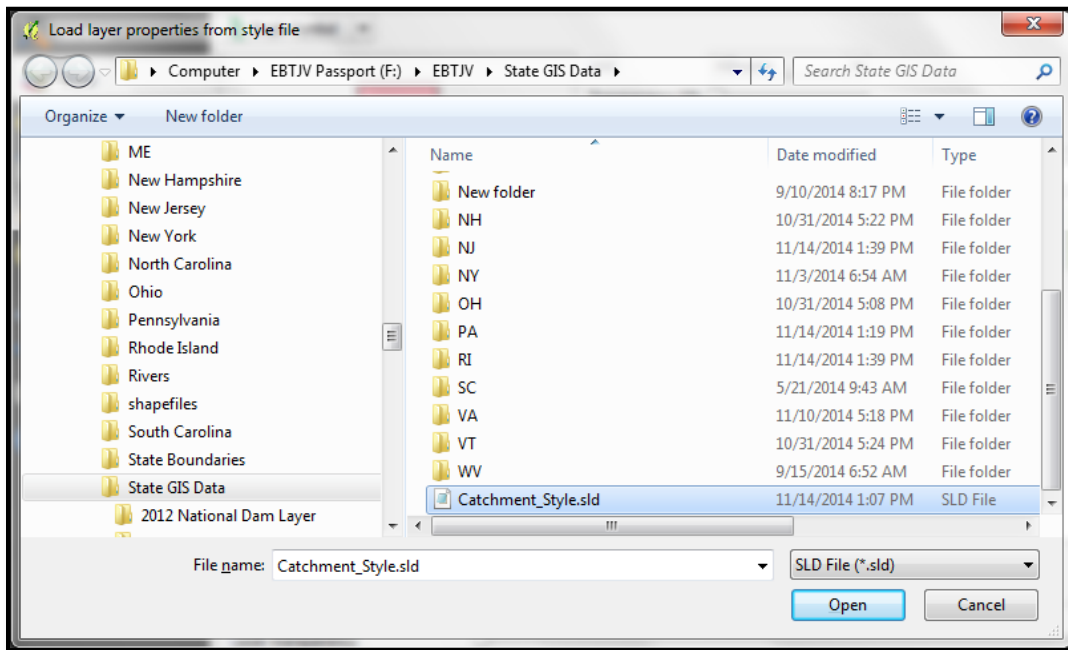 Load layer properties from style file
Computer ▸ EBTJV Passport (F:) ▸ EBTJV ▸ State GIS Data ▸
Search State GIS Data
Organize New folder
ME
New Hampshire
New Jersey
New York
North Carolina
Ohio
Pennsylvania
Rhode Island
Rivers
shapefiles
South Carolina
State Boundaries
State GIS Data
2012 National Dam Layer
Name Date modified Type
New folder 9/10/2014 8:17 PM File folder
NH 10/31/2014 5:22 PM File folder
NJ 11/14/2014 1:39 PM File folder
NY 11/3/2014 6:54 AM File folder
OH 10/31/2014 5:08 PM File folder
PA 11/14/2014 1:19 PM File folder
RI 11/14/2014 1:39 PM File folder
SC 5/21/2014 9:43 AM File folder
VA 11/10/2014 5:18 PM File folder
VT 10/31/2014 5:24 PM File folder
WV 9/15/2014 6:52 AM File folder
Catchment_Style.sld 11/14/2014 1:07 PM SLD File
File name: Catchment_Style.sld
SLD File (*.sld)
Open Cancel